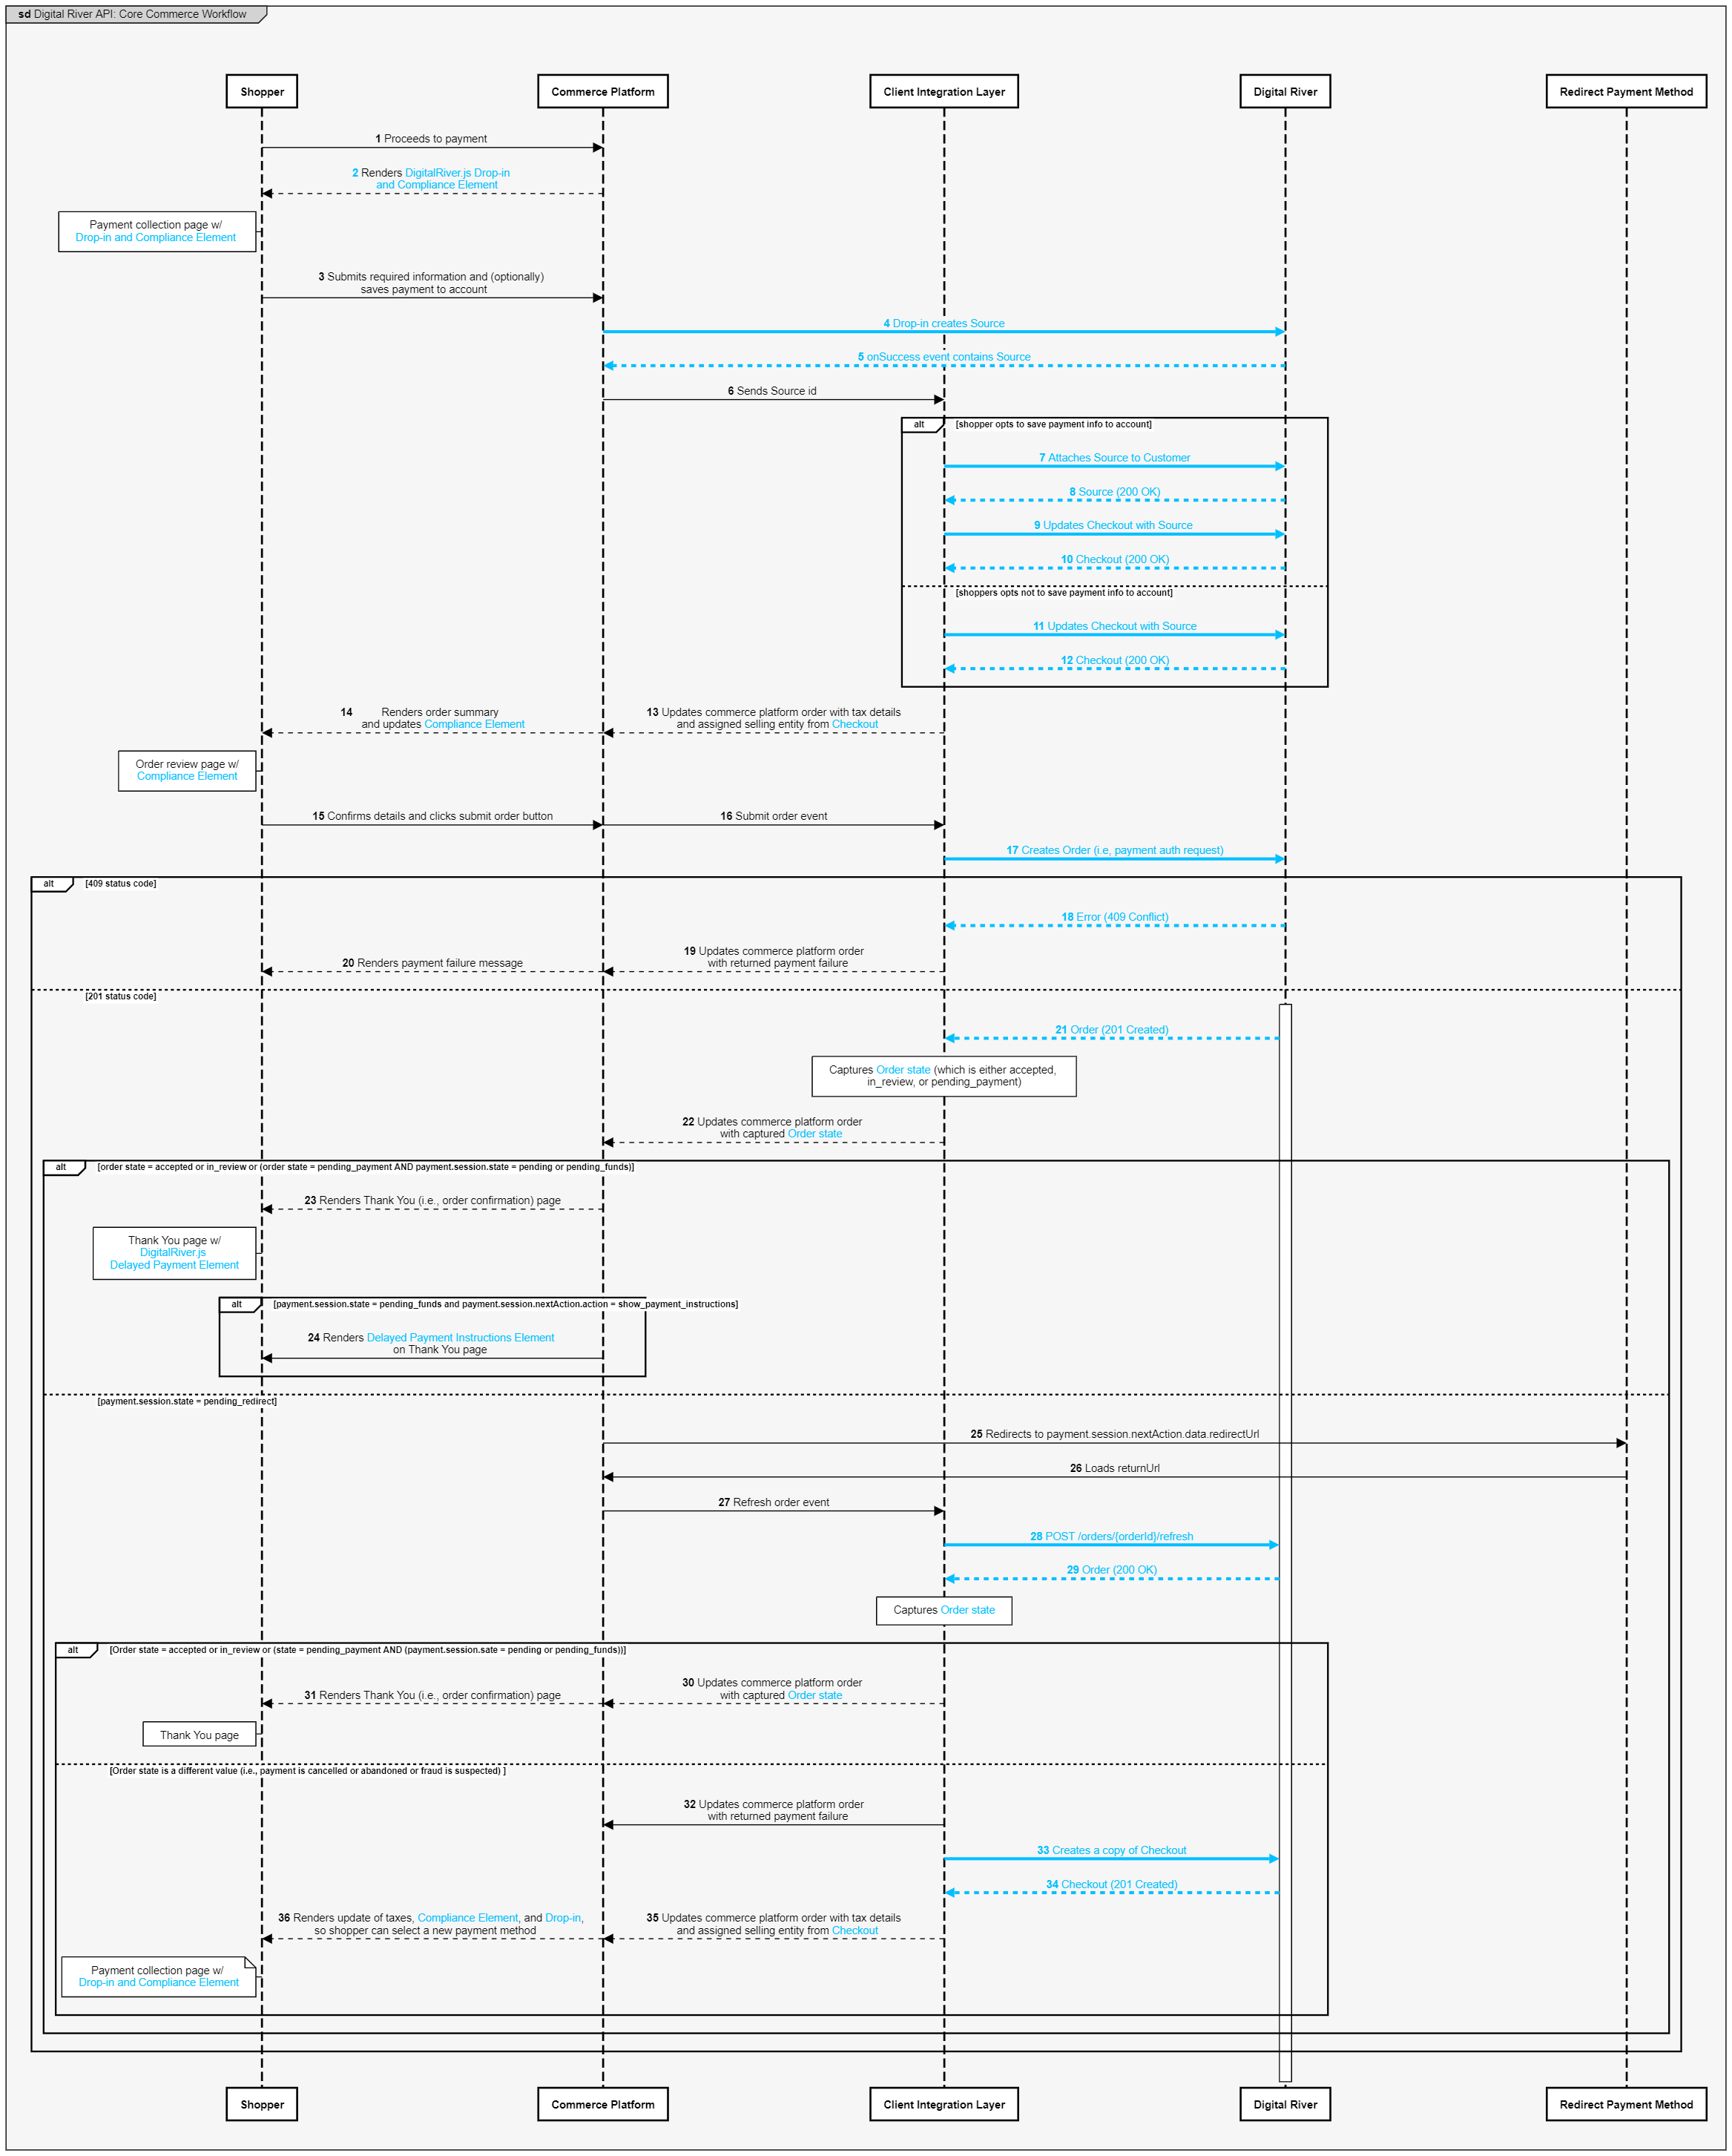 sd Digital River API: Core Commerce Workflow
Shopper
Commerce Platform
Client Integration Layer
Digital River
Redirect Payment Method
1 Proceeds to payment
2 Renders DigitalRiver.js Drop-in
and Compliance Element
Payment collection page w/
Drop-in and Compliance Element
3 Submits required information and (optionally)
saves payment to account
4 Drop-in creates Source
5 onSuccess event contains Source
6 Sends Source id
alt
[shopper opts to save payment info to account]
7 Attaches Source to Customer
8 Source (200 OK)
9 Updates Checkout with Source
10 Checkout (200 OK)
[shoppers opts not to save payment info to account]
11 Updates Checkout with Source
12 Checkout (200 OK)
13 Updates commerce platform order with tax details
and assigned selling entity from Checkout
14 Renders order summary
and updates Compliance Element
Order review page w/
Compliance Element
15 Confirms details and clicks submit order button
16 Submit order event
17 Creates Order (i.e, payment auth request)
alt
[409 status code]
18 Error (409 Conflict)
19 Updates commerce platform order
with returned payment failure
20 Renders payment failure message
[201 status code]
21 Order (201 Created)
Captures Order state (which is either accepted,
in_review, or pending_payment)
22 Updates commerce platform order
with captured Order state
alt
[order state = accepted or in_review or (order state = pending_payment AND payment.session.state = pending or pending_funds)]
23 Renders Thank You (i.e., order confirmation) page
Thank You page w/
DigitalRiver.js
Delayed Payment Element
alt
[payment.session.state = pending_funds and payment.session.nextAction.action = show_payment_instructions]
24 Renders Delayed Payment Instructions Element
on Thank You page
[payment.session.state = pending_redirect]
25 Redirects to payment.session.nextAction.data.redirectUrl
26 Loads returnUrl
27 Refresh order event
28 POST /orders/{orderId}/refresh
29 Order (200 OK)
Captures Order state
alt
[Order state = accepted or in_review or (state = pending_payment AND (payment.session.sate = pending or pending_funds))]
30 Updates commerce platform order
with captured Order state
31 Renders Thank You (i.e., order confirmation) page
Thank You page
[Order state is a different value (i.e., payment is cancelled or abandoned or fraud is suspected) ]
32 Updates commerce platform order
with returned payment failure
33 Creates a copy of Checkout
34 Checkout (201 Created)
35 Updates commerce platform order with tax details
and assigned selling entity from Checkout
36 Renders update of taxes, Compliance Element, and Drop-in,
so shopper can select a new payment method
Payment collection page w/
Drop-in and Compliance Element
Shopper
Commerce Platform
Client Integration Layer
Digital River
Redirect Payment Method